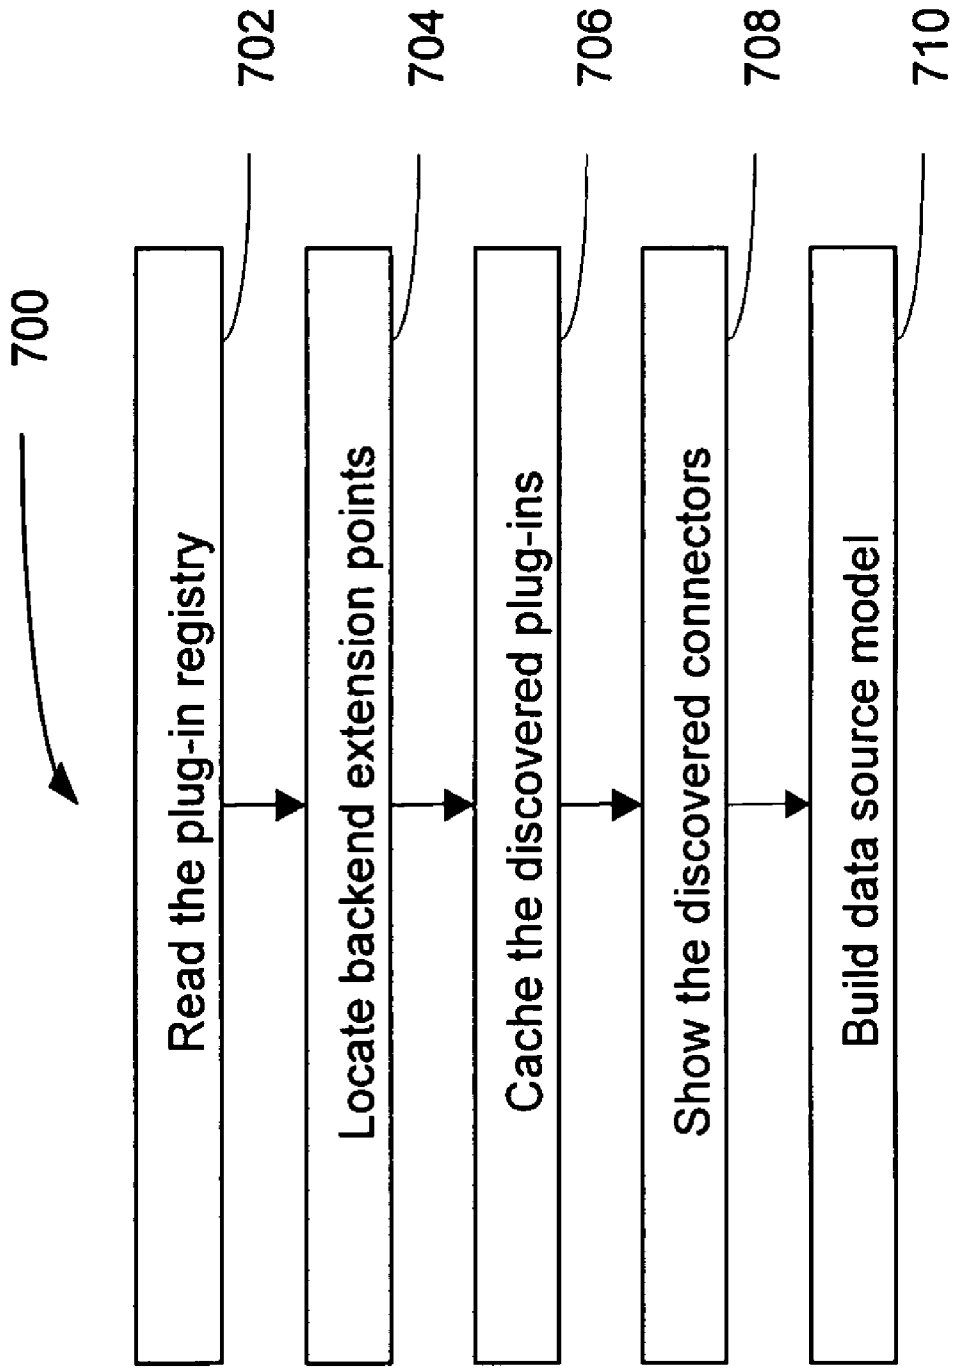 700
Read the plug-in registry
702
Locate backend extension points
704
Cache the discovered plug-ins
706
Show the discovered connectors
708
Build data source model
710